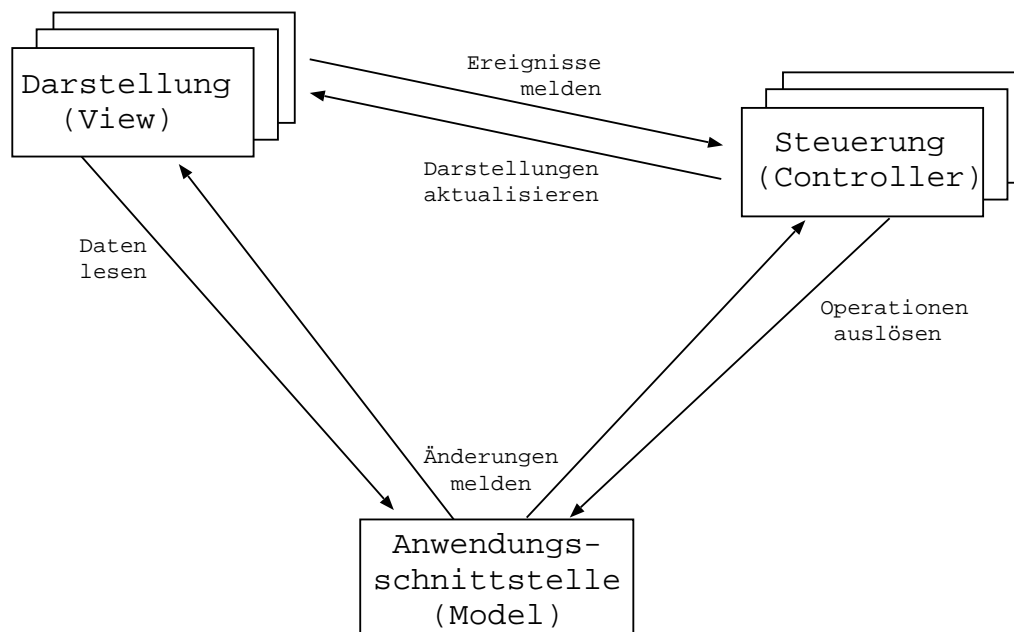 Darstellung
(View)
Ereignisse
melden
Darstellungen
aktualisieren
Steuerung
(Controller)
Daten
lesen
Operationen
auslösen
Änderungen
melden
Anwendungs-
schnittstelle
(Model)